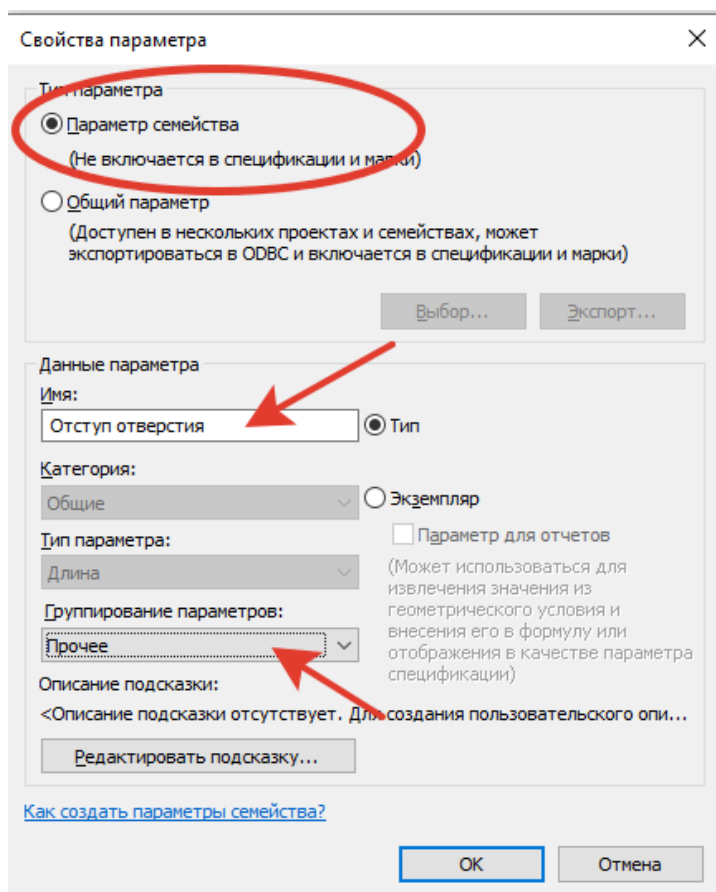 Свойства параметра
Тип параметра
Параметр семейства
(Не включается в спецификации и марки)
Общий параметр
(Доступен в нескольких проектах и семействах, может
экспортироваться в ODBC и включается в спецификации и марки)
Выбор... Экспорт...
Данные параметра
Имя:
Отступ отверстия
Тип
Категория:
Общие
Экземпляр
Параметр для отчетов
Тип параметра:
Длина
(Может использоваться для
извлечения значения из
геометрического условия и
внесения его в формулу или
отображения в качестве параметра
спецификации)
Группирование параметров:
Прочее
Описание подсказки:
<Описание подсказки отсутствует. Для создания пользовательского опи...
Редактировать подсказку...
Как создать параметры семейства?
ОК Отмена